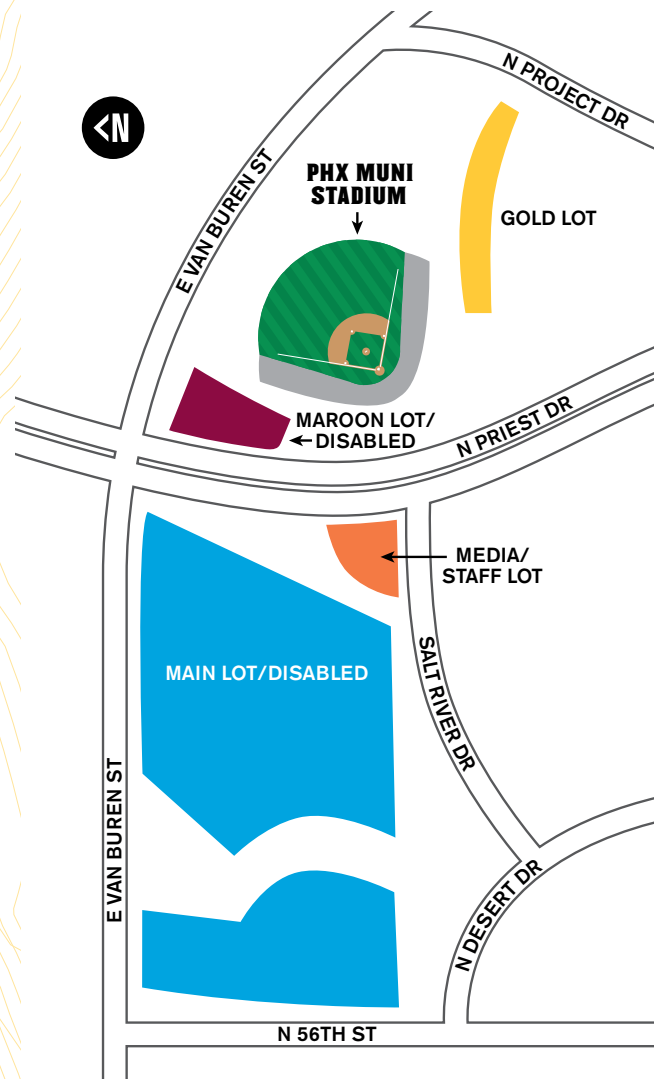 N PROJECT DR
<N
E VAN BUREN ST
PHX MUNI
STADIUM
GOLD LOT
MAROON LOT/
DISABLED
N PRIEST DR
MEDIA/
STAFF LOT
MAIN LOT/DISABLED
SALT RIVER DR
E VAN BUREN ST
N DESERT DR
N 56TH ST